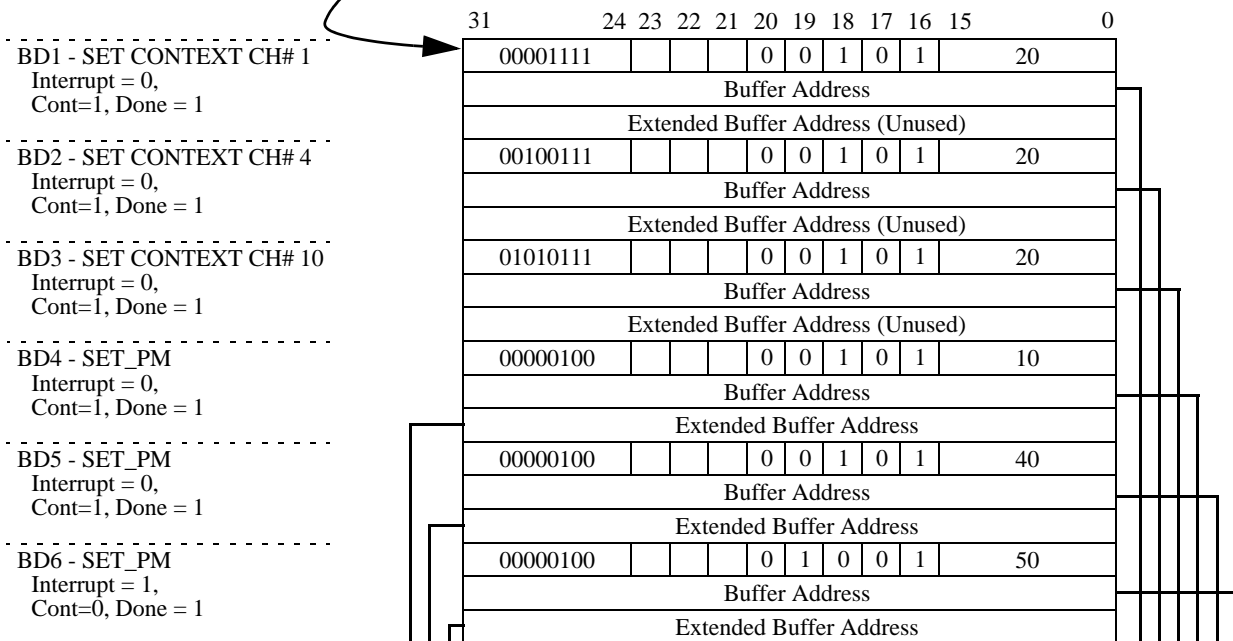 31 24 23 22 21 20 19 18 17 16 15 0
BD1 - SET CONTEXT CH# 1
Interrupt = 0,
Cont=1, Done = 1
00001111 0 0 1 0 1 20
Buffer Address
Extended Buffer Address (Unused)
BD2 - SET CONTEXT CH# 4
Interrupt = 0,
Cont=1, Done = 1
00100111 0 0 1 0 1 20
Buffer Address
Extended Buffer Address (Unused)
BD3 - SET CONTEXT CH# 10
Interrupt = 0,
Cont=1, Done = 1
01010111 0 0 1 0 1 20
Buffer Address
Extended Buffer Address (Unused)
BD4 - SET_PM
Interrupt = 0,
Cont=1, Done = 1
00000100 0 0 1 0 1 10
Buffer Address
Extended Buffer Address
BD5 - SET_PM
Interrupt = 0,
Cont=1, Done = 1
00000100 0 0 1 0 1 40
Buffer Address
Extended Buffer Address
BD6 - SET_PM
Interrupt = 1,
Cont=0, Done = 1
00000100 0 1 0 0 1 50
Buffer Address
Extended Buffer Address